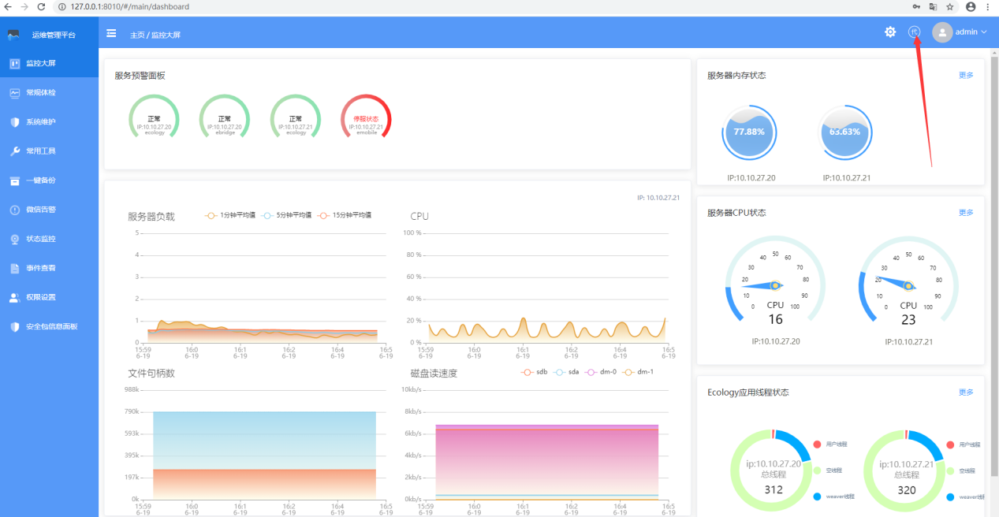 127.0.0.1:8010/#/main/dashboard
运维管理平台
主页 / 监控大屏
代
admin
监控大屏
常规体检
系统维护
常用工具
一键备份
微信告警
状态监控
事件查看
权限设置
安全包信息面板
服务预警面板
正常
IP:10.10.27.20
ecology
正常
IP:10.10.27.20
ebridge
正常
IP:10.10.27.21
ecology
停服状态
IP:10.10.27.21
emobile
IP: 10.10.27.21
服务器负载
1分钟平均值
5分钟平均值
15分钟平均值
5
4
3
2
1
0
15:59
6-19
16:0
6-19
16:1
6-19
16:2
6-19
16:4
6-19
16:5
6-19
CPU
100 %
80 %
60 %
40 %
20 %
0 %
15:59
6-19
16:0
6-19
16:1
6-19
16:2
6-19
16:4
6-19
16:5
6-19
文件句柄数
988k
790k
593k
395k
197k
0k
15:59
6-19
16:0
6-19
16:1
6-19
16:2
6-19
16:4
6-19
16:5
6-19
磁盘读速度
sdb
sda
dm-0
dm-1
10kb/s
8kb/s
6kb/s
4kb/s
2kb/s
0kb/s
15:59
6-19
16:0
6-19
16:1
6-19
16:2
6-19
16:4
6-19
16:5
6-19
服务器内存状态
更多
77.88%
IP:10.10.27.20
63.63%
IP:10.10.27.21
服务器CPU状态
更多
0
10
20
30
40
50
60
70
80
90
100
CPU
16
IP:10.10.27.20
0
10
20
30
40
50
60
70
80
90
100
CPU
23
IP:10.10.27.21
Ecology应用线程状态
更多
ip:10.10.27.20
总线程
312
用户线程
空线程
weaver线程
ip:10.10.27.21
总线程
320
用户线程
空线程
weaver线程